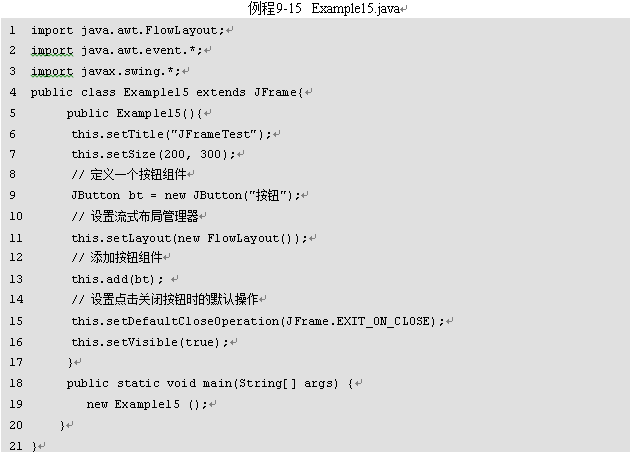 例程9-15 Example15.java
1 import java.awt.FlowLayout;
2 import java.awt.event.*;
3 import javax.swing.*;
4 public class Example15 extends JFrame{
5 public Example15(){
6 this.setTitle("JFrameTest");
7 this.setSize(200, 300);
8 // 定义一个按钮组件
9 JButton bt = new JButton("按钮");
10 // 设置流式布局管理器
11 this.setLayout(new FlowLayout());
12 // 添加按钮组件
13 this.add(bt);
14 // 设置点击关闭按钮时的默认操作
15 this.setDefaultCloseOperation(JFrame.EXIT_ON_CLOSE);
16 this.setVisible(true);
17 }
18 public static void main(String[] args) {
19 new Example15 ();
20 }
21 }